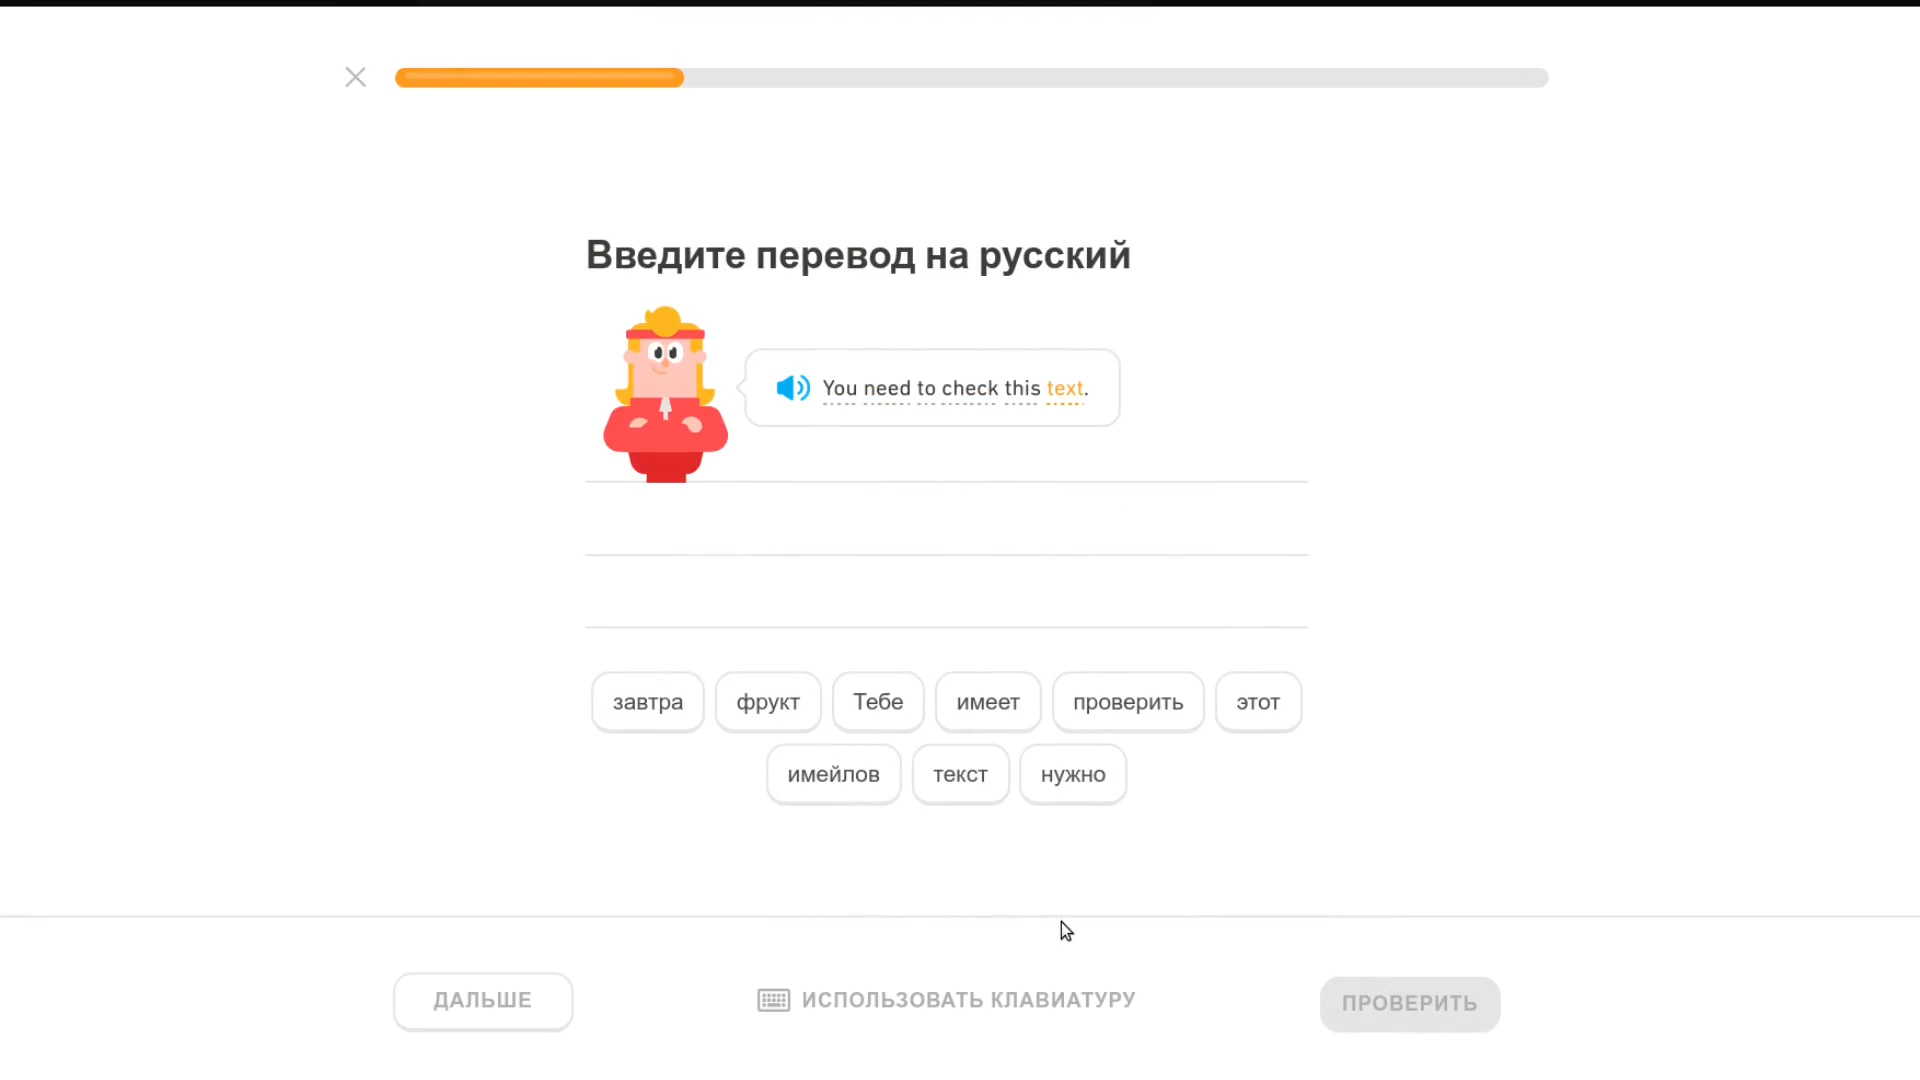 Введите перевод на русский
You need to check this text.
завтра фрукт Тебе имеет проверить этот
имейлов текст нужно
ДАЛЬШЕ ИСПОЛЬЗОВАТЬ КЛАВИАТУРУ ПРОВЕРИТЬ